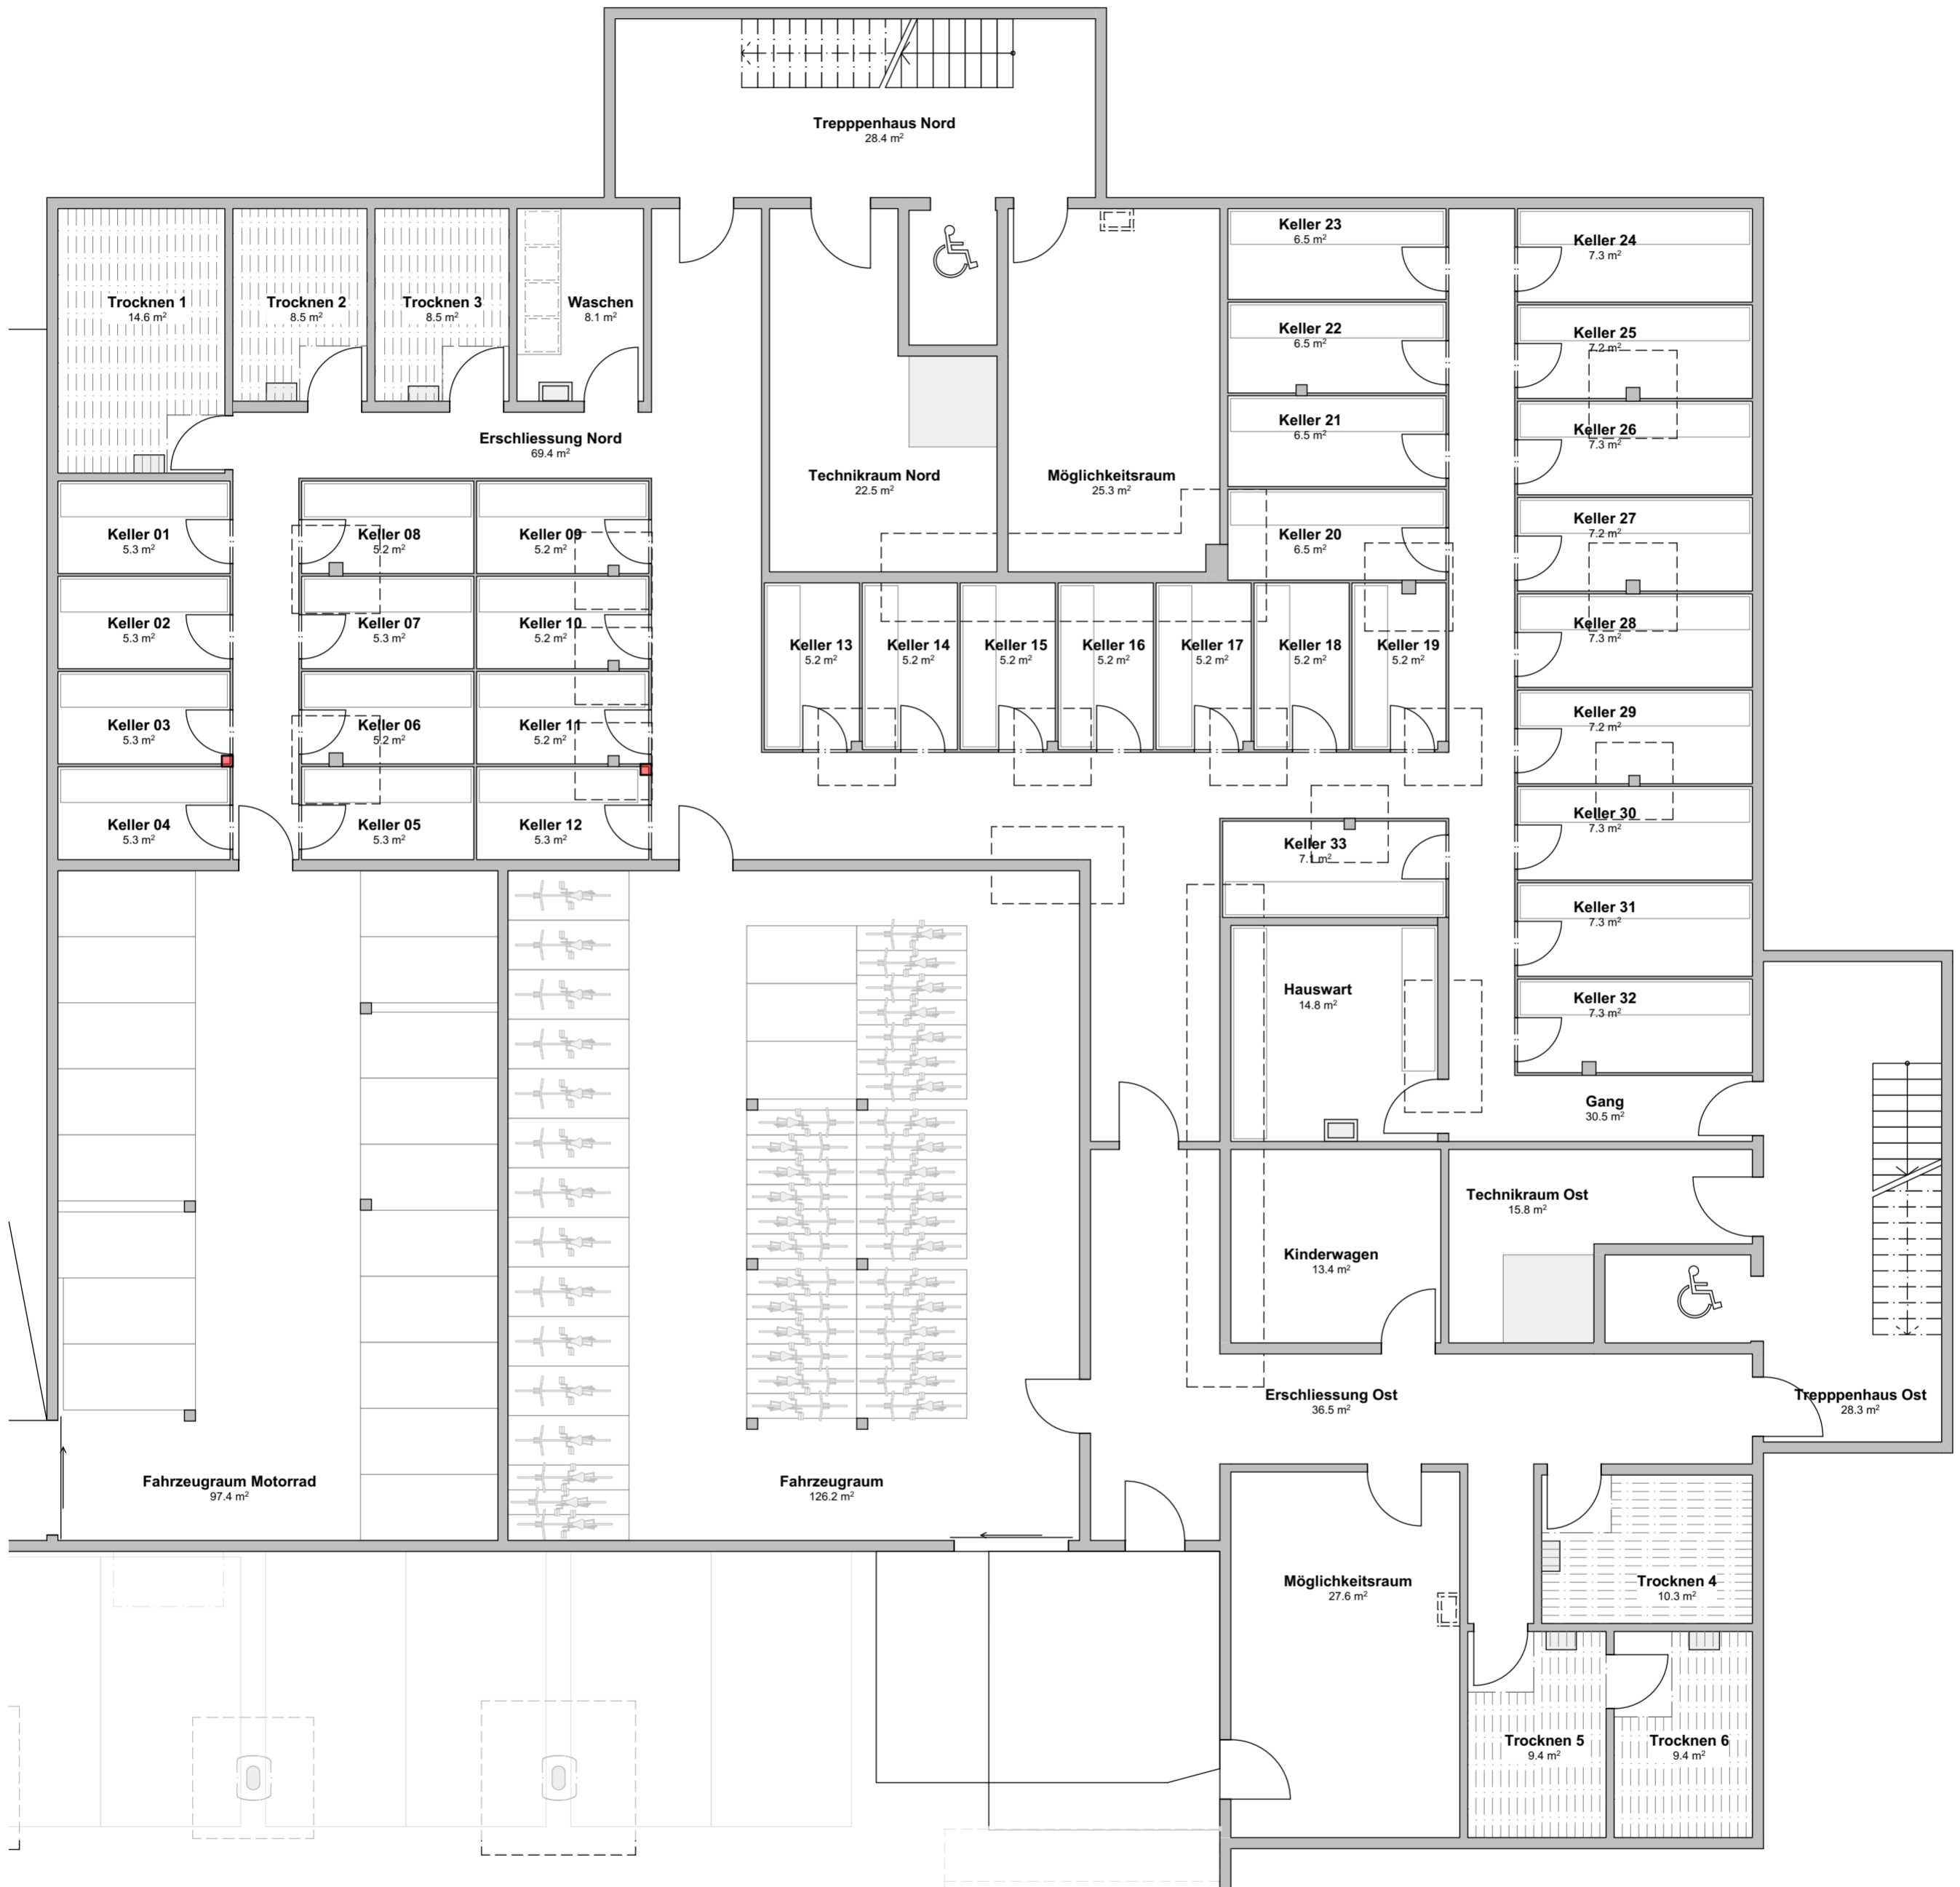 Trepppenhaus Nord
28.4 m²
Trocknen 1
14.6 m²
Trocknen 2
8.5 m²
Trocknen 3
8.5 m²
Waschen
8.1 m²
Erschliessung Nord
69.4 m²
Technikraum Nord
22.5 m²
Möglichkeitsraum
25.3 m²
Keller 23
6.5 m²
Keller 22
6.5 m²
Keller 21
6.5 m²
Keller 20
6.5 m²
Keller 24
7.3 m²
Keller 25
7.2 m²
Keller 26
7.3 m²
Keller 27
7.2 m²
Keller 28
7.3 m²
Keller 29
7.2 m²
Keller 30
7.3 m²
Keller 31
7.3 m²
Keller 32
7.3 m²
Keller 01
5.3 m²
Keller 02
5.3 m²
Keller 03
5.3 m²
Keller 04
5.3 m²
Keller 08
5.2 m²
Keller 07
5.3 m²
Keller 06
5.2 m²
Keller 05
5.3 m²
Keller 09
5.2 m²
Keller 10
5.2 m²
Keller 11
5.2 m²
Keller 12
5.3 m²
Keller 13
5.2 m²
Keller 14
5.2 m²
Keller 15
5.2 m²
Keller 16
5.2 m²
Keller 17
5.2 m²
Keller 18
5.2 m²
Keller 19
5.2 m²
Keller 33
7.1 m²
Hauswart
14.8 m²
Gang
30.5 m²
Technikraum Ost
15.8 m²
Kinderwagen
13.4 m²
Erschliessung Ost
36.5 m²
Trepppenhaus Ost
28.3 m²
Fahrzeugraum Motorrad
97.4 m²
Fahrzeugraum
126.2 m²
Möglichkeitsraum
27.6 m²
Trocknen 4
10.3 m²
Trocknen 5
9.4 m²
Trocknen 6
9.4 m²